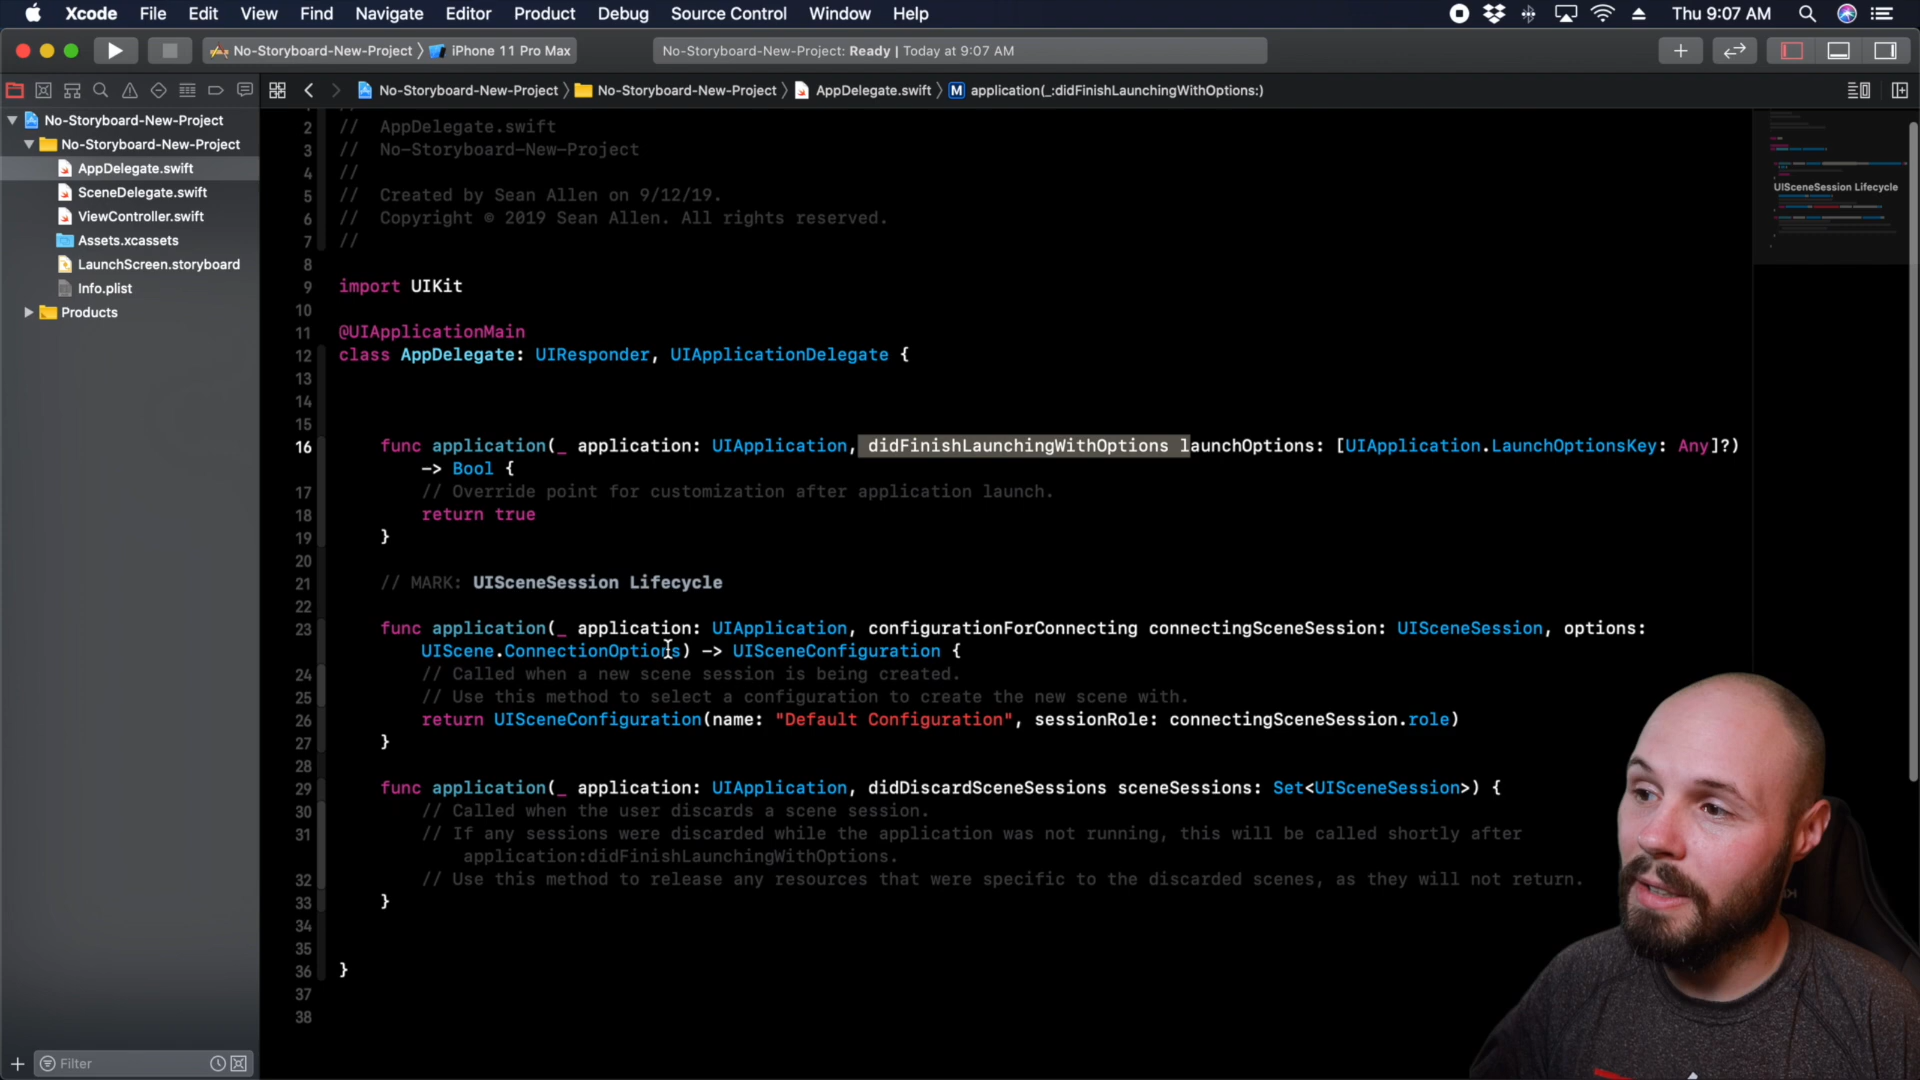 Xcode File Edit View Find Navigate Editor Product Debug Source Control Window Help Thu 9:07 AM
No-Storyboard-New-Project iPhone 11 Pro Max No-Storyboard-New-Project: Ready | Today at 9:07 AM
No-Storyboard-New-Project No-Storyboard-New-Project AppDelegate.swift M application(_:didFinishLaunchingWithOptions:)
No-Storyboard-New-Project
No-Storyboard-New-Project
AppDelegate.swift
SceneDelegate.swift
ViewController.swift
Assets.xcassets
LaunchScreen.storyboard
Info.plist
Products
Filter
2 // AppDelegate.swift
3 // No-Storyboard-New-Project
4 //
5 // Created by Sean Allen on 9/12/19.
6 // Copyright © 2019 Sean Allen. All rights reserved.
7 //
8
9 import UIKit
10
11 @UIApplicationMain
12 class AppDelegate: UIResponder, UIApplicationDelegate {
13
14
15
16 func application(_ application: UIApplication, didFinishLaunchingWithOptions launchOptions: [UIApplication.LaunchOptionsKey: Any]?)
-> Bool {
17 // Override point for customization after application launch.
18 return true
19 }
20
21 // MARK: UISceneSession Lifecycle
22
23 func application(_ application: UIApplication, configurationForConnecting connectingSceneSession: UISceneSession, options:
UIScene.ConnectionOptions) -> UISceneConfiguration {
24 // Called when a new scene session is being created.
25 // Use this method to select a configuration to create the new scene with.
26 return UISceneConfiguration(name: "Default Configuration", sessionRole: connectingSceneSession.role)
27 }
28
29 func application(_ application: UIApplication, didDiscardSceneSessions sceneSessions: Set<UISceneSession>) {
30 // Called when the user discards a scene session.
31 // If any sessions were discarded while the application was not running, this will be called shortly after
application:didFinishLaunchingWithOptions.
32 // Use this method to release any resources that were specific to the discarded scenes, as they will not return.
33 }
34
35
36 }
37
38
UISceneSession Lifecycle